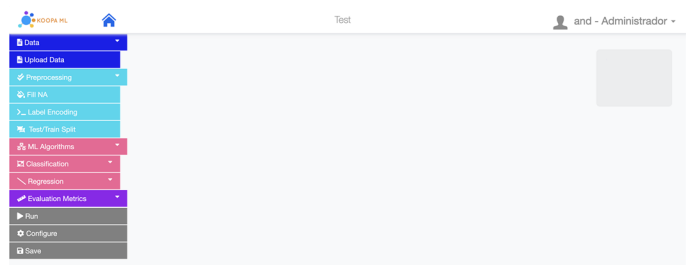 KOOPA ML
Test
and - Administrador
Data
Upload Data
Preprocessing
Fill NA
Label Encoding
Test/Train Split
ML Algorithms
Classification
Regression
Evaluation Metrics
Run
Configure
Save